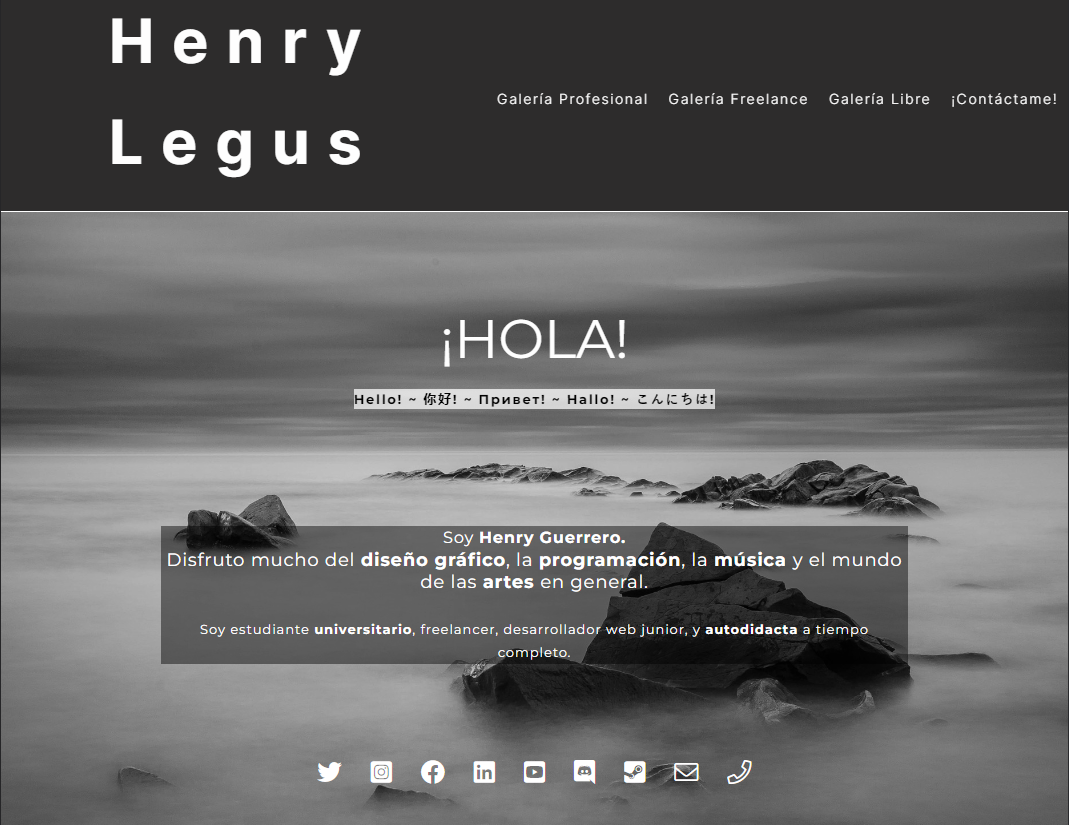 Henry
Legus
Galería Profesional Galería Freelance Galería Libre ¡Contáctame!
¡HOLA!
Hello! ~ 你好! ~ Привет! ~ Hallo! ~ こんにちは!
Soy Henry Guerrero.
Disfruto mucho del diseño gráfico, la programación, la música y el mundo
de las artes en general.
Soy estudiante universitario, freelancer, desarrollador web junior, y autodidacta a tiempo
completo.